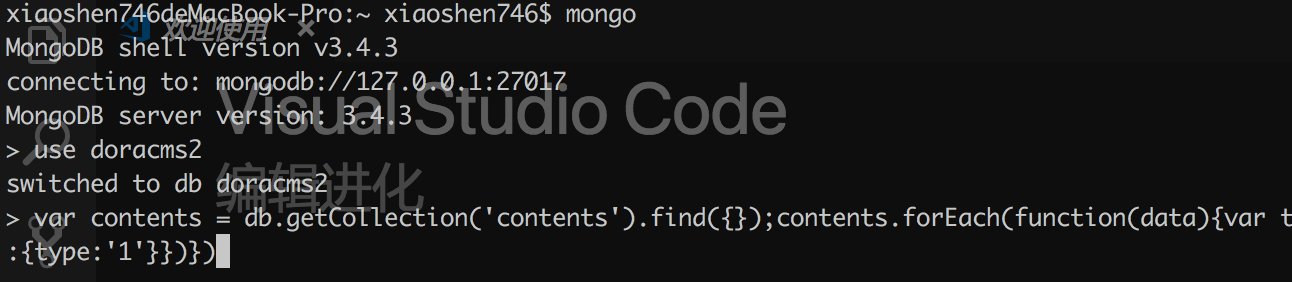 xiaoshen746deMacBook-Pro:~ xiaoshen746$ mongo
欢迎使用
MongoDB shell version v3.4.3
connecting to: mongodb://127.0.0.1:27017
Visual Studio Code
MongoDB server version: 3.4.3
> use doracms2
编辑进化
switched to db doracms2
> var contents = db.getCollection('contents').find({});contents.forEach(function(data){var t
:{type:'1'}})})